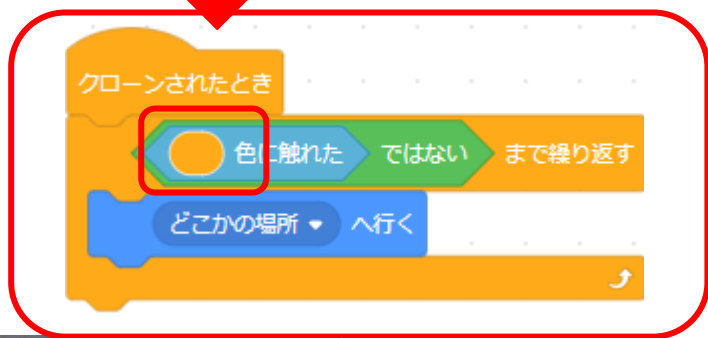 クローンされたとき
色に触れた ではない まで繰り返す
どこかの場所 へ行く